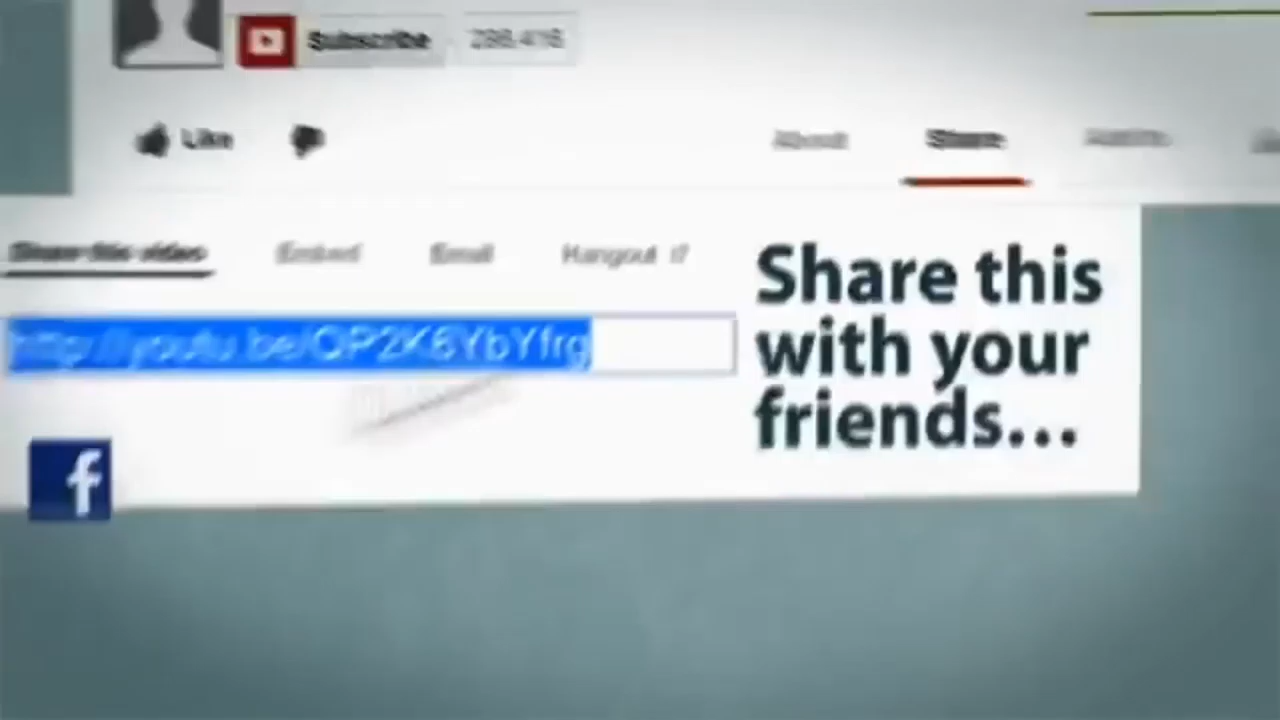 Subscribe
Like
About
Share
Share this video
Embed
Email
Hangout
Share this
with your
friends...
f